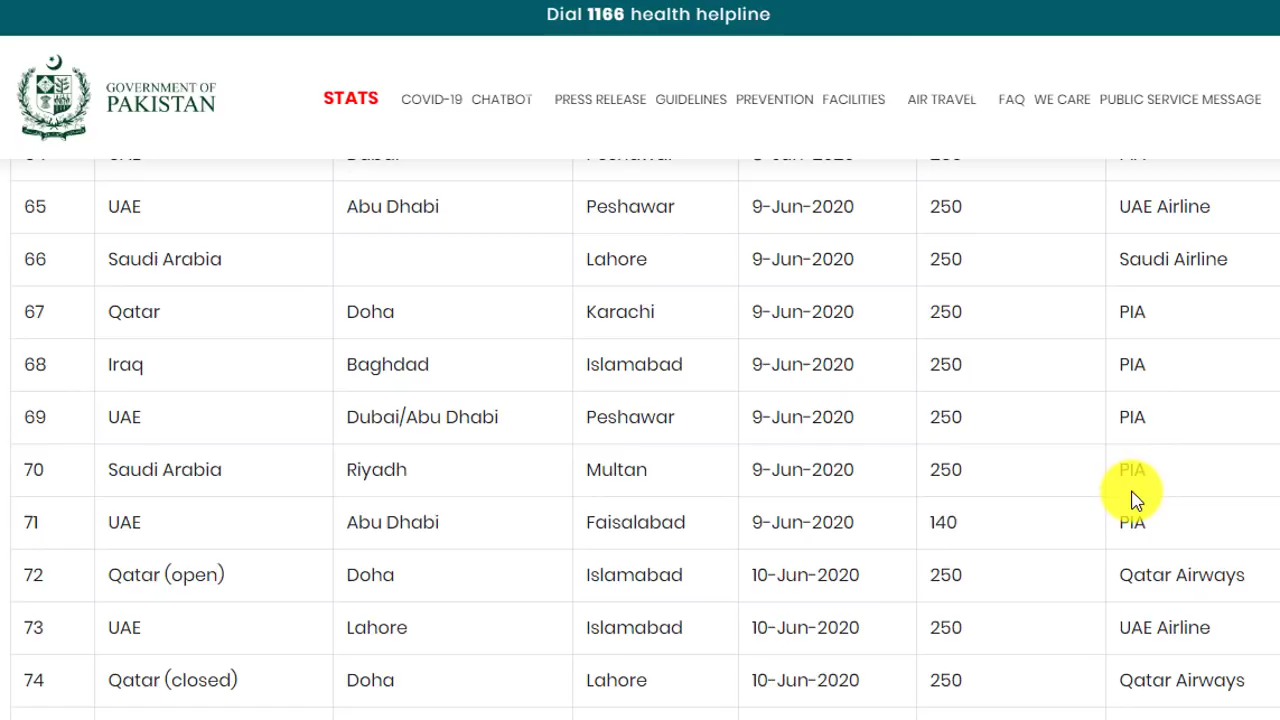 Dial 1166 health helpline
GOVERNMENT OF
PAKISTAN
STATS COVID-19 CHATBOT PRESS RELEASE GUIDELINES PREVENTION FACILITIES AIR TRAVEL FAQ WE CARE PUBLIC SERVICE MESSAGE
65 UAE Abu Dhabi Peshawar 9-Jun-2020 250 UAE Airline
66 Saudi Arabia Lahore 9-Jun-2020 250 Saudi Airline
67 Qatar Doha Karachi 9-Jun-2020 250 PIA
68 Iraq Baghdad Islamabad 9-Jun-2020 250 PIA
69 UAE Dubai/Abu Dhabi Peshawar 9-Jun-2020 250 PIA
70 Saudi Arabia Riyadh Multan 9-Jun-2020 250 PIA
71 UAE Abu Dhabi Faisalabad 9-Jun-2020 140 PIA
72 Qatar (open) Doha Islamabad 10-Jun-2020 250 Qatar Airways
73 UAE Lahore Islamabad 10-Jun-2020 250 UAE Airline
74 Qatar (closed) Doha Lahore 10-Jun-2020 250 Qatar Airways